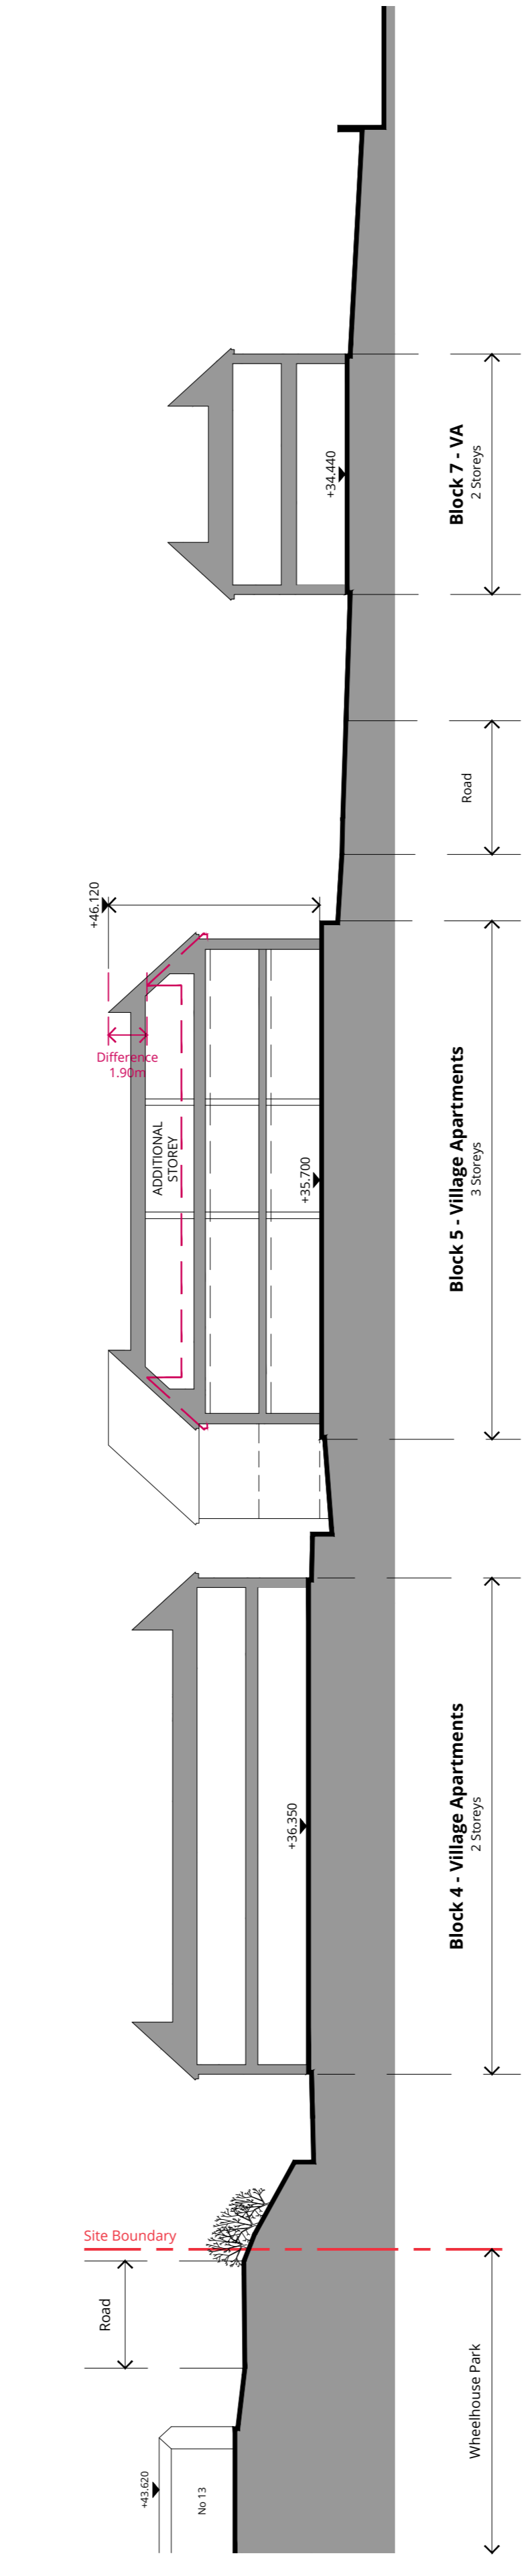 +34.440
Block 7 - VA
2 Storeys
Road
+46.120
Difference
1.90m
ADDITIONAL
STOREY
+35.700
Block 5 - Village Apartments
3 Storeys
+36.350
Block 4 - Village Apartments
2 Storeys
Site Boundary
Road
+43.620
No 13
Wheelhouse Park